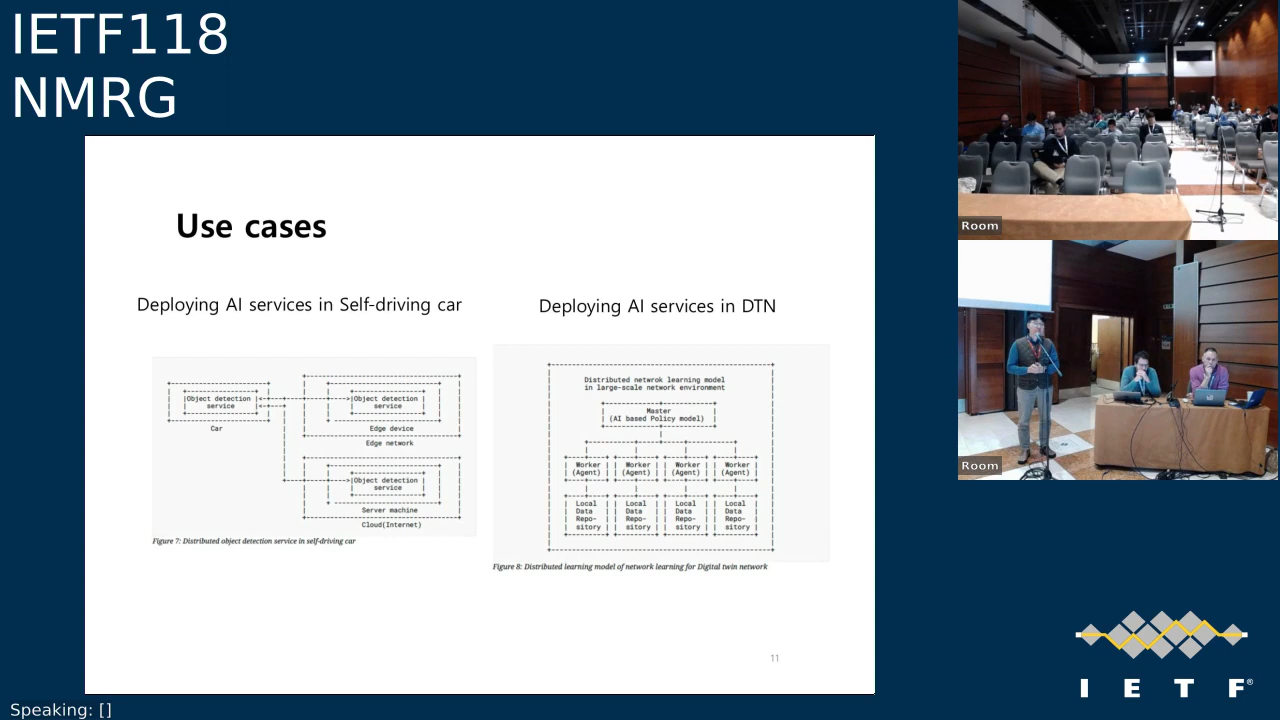 IETF118
NMRG
Use cases
Deploying AI services in Self-driving car
Object detection
service
Car
Object detection
service
Edge device
Edge network
Object detection
service
Server machine
Cloud(Internet)
Figure 7: Distributed object detection service in self-driving car
Deploying AI services in DTN
Distributed netwrok learning model
in large-scale network environment
Master
(AI based Policy model)
Worker Worker Worker Worker
(Agent) (Agent) (Agent) (Agent)
Local Local Local Local
Data Data Data Data
Repo- Repo- Repo- Repo-
sitory sitory sitory sitory
Figure 8: Distributed learning model of network learning for Digital twin network
11
Room
Room
I E T F®
Speaking: []